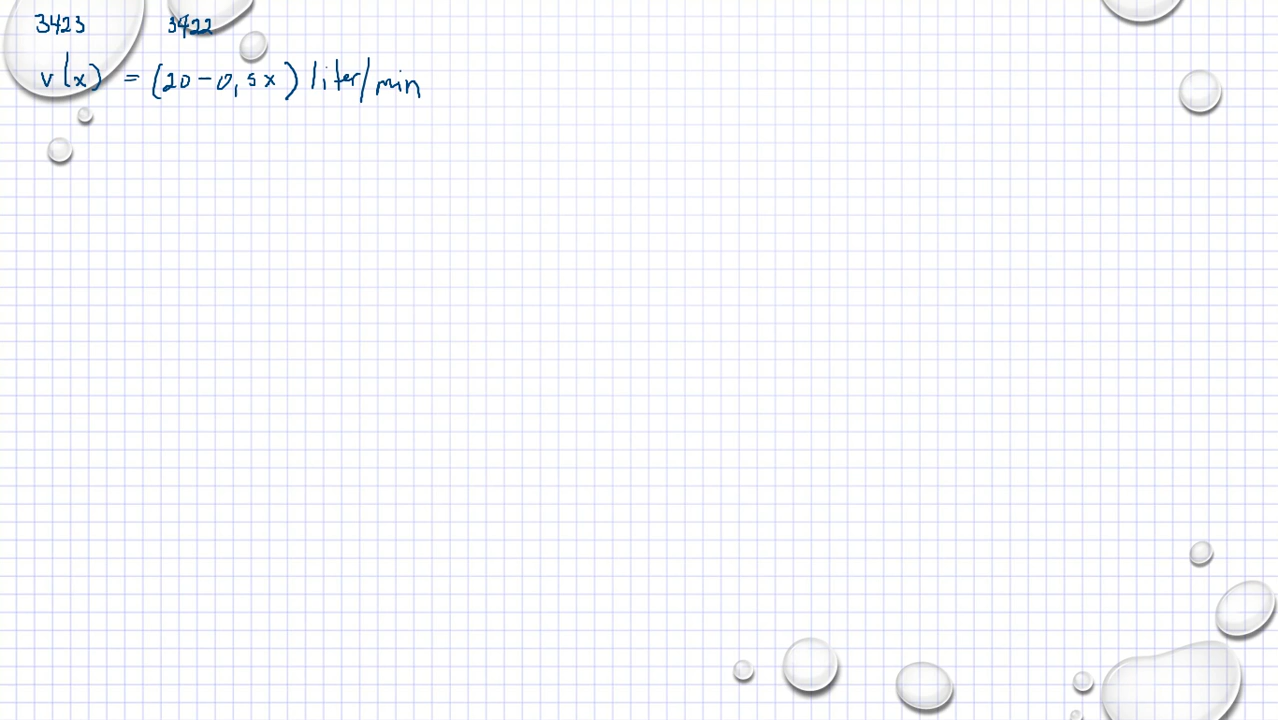 3423 3422
v(x) = (20-0,5x) liter/min